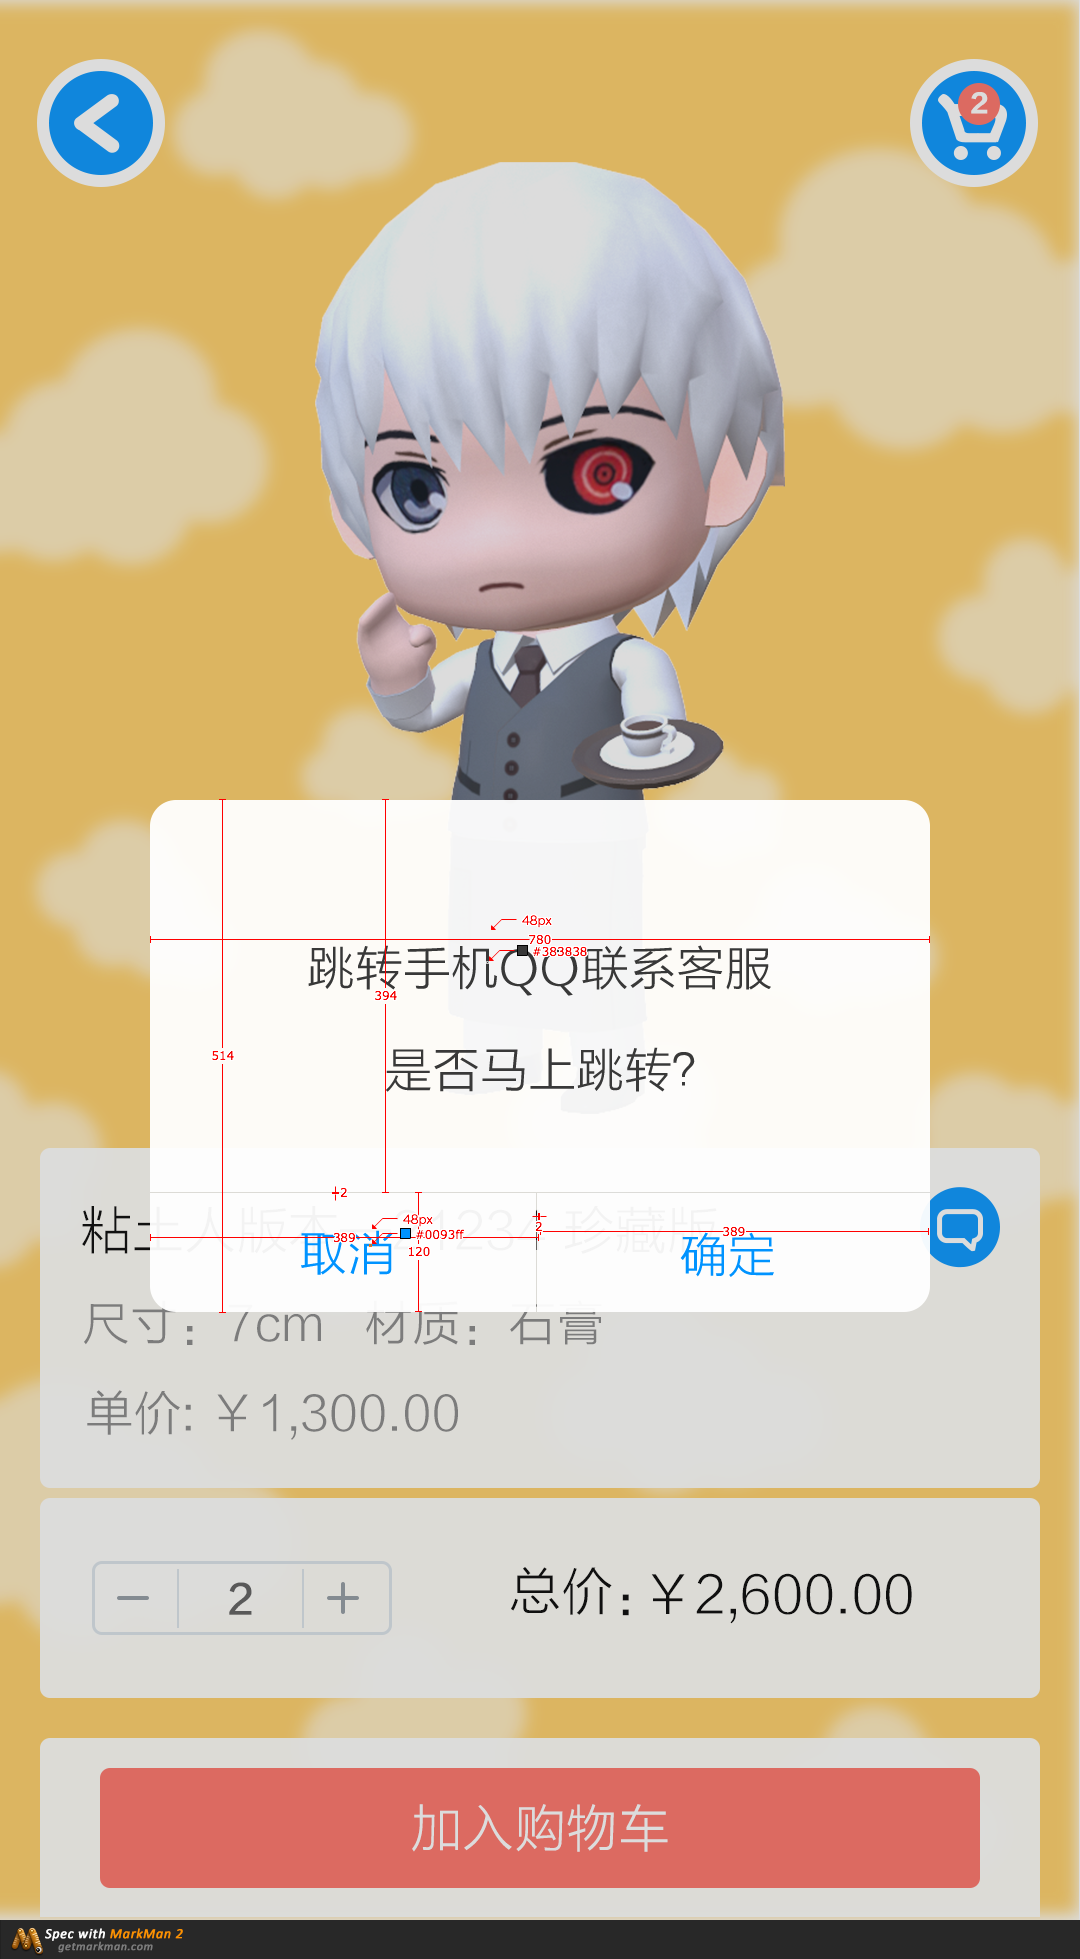 2
48px
780
#383838
跳转手机QQ联系客服
394
514
是否马上跳转?
2
48px
#0093ff
389
取消
120
2
389
确定
粘土人版本--21234 珍藏版
尺寸：7cm 材质：石膏
单价: ￥1,300.00
2
总价:￥2,600.00
加入购物车
Spec with MarkMan 2
getmarkman.com